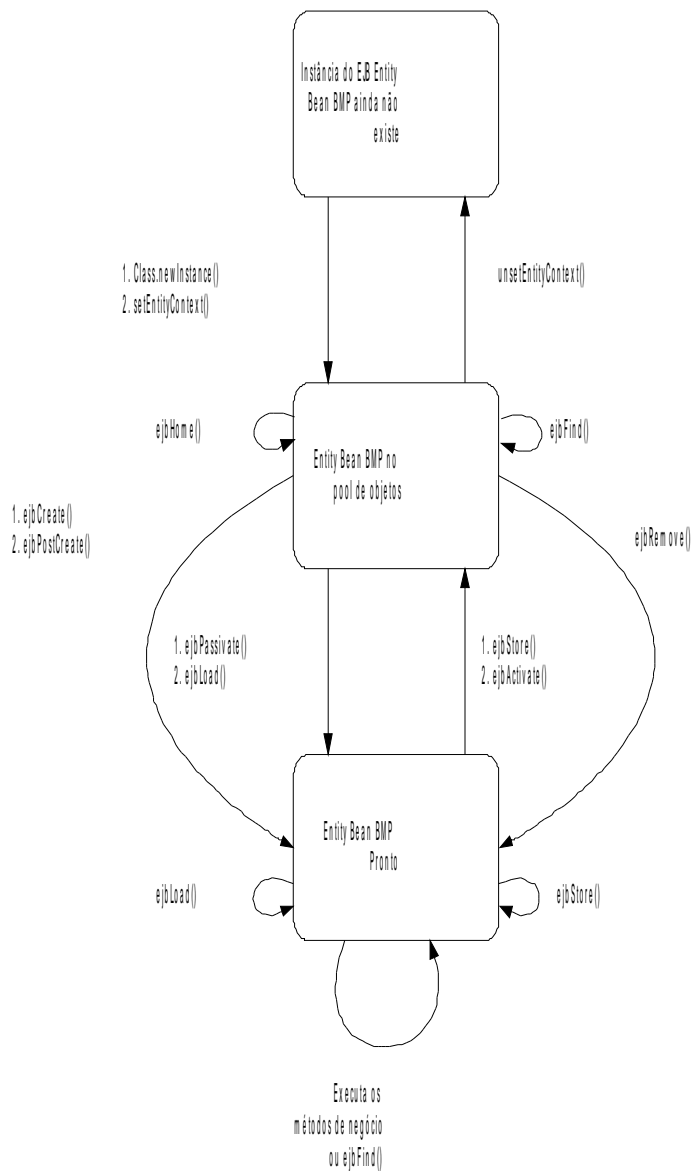 Instância do EJB Entity
Bean BMP ainda não
existe
1. Class.newInstance()
2. setEntityContext()
unsetEntityContext()
ejbHome()
ejbFind()
Entity Bean BMP no
pool de objetos
1. ejbCreate()
2. ejbPostCreate()
ejbRemove()
1. ejbPassivate()
2. ejbLoad()
1. ejbStore()
2. ejbActivate()
Entity Bean BMP
Pronto
ejbLoad()
ejbStore()
Executa os
métodos de negócio
ou ejbFind()